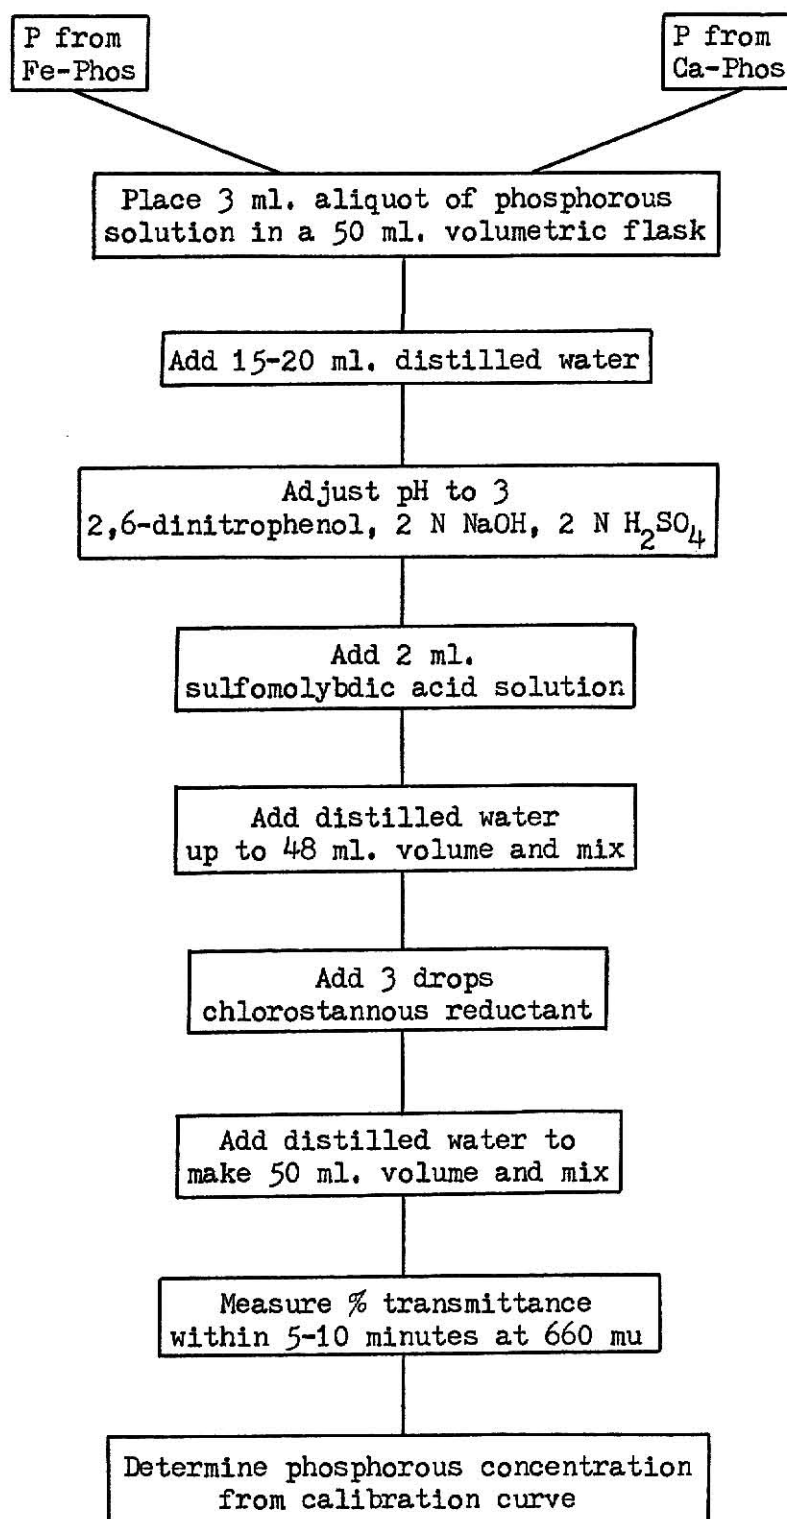 P from
Fe-Phos
P from
Ca-Phos
Place 3 ml. aliquot of phosphorous
solution in a 50 ml. volumetric flask
Add 15-20 ml. distilled water
Adjust pH to 3
2,6-dinitrophenol, 2 N NaOH, 2 N H₂SO₄
Add 2 ml.
sulfomolybdic acid solution
Add distilled water
up to 48 ml. volume and mix
Add 3 drops
chlorostannous reductant
Add distilled water to
make 50 ml. volume and mix
Measure % transmittance
within 5-10 minutes at 660 mu
Determine phosphorous concentration
from calibration curve